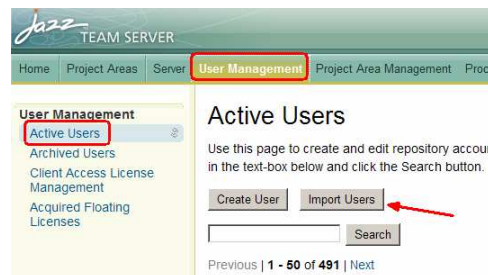 Jazz
TEAM SERVER
Home Project Areas Server User Management Project Area Management Proc
User Management
Active Users
Archived Users
Client Access License
Management
Acquired Floating
Licenses
Active Users
Use this page to create and edit repository accou
in the text-box below and click the Search button.
Create User Import Users
Search
Previous | 1 - 50 of 491 | Next